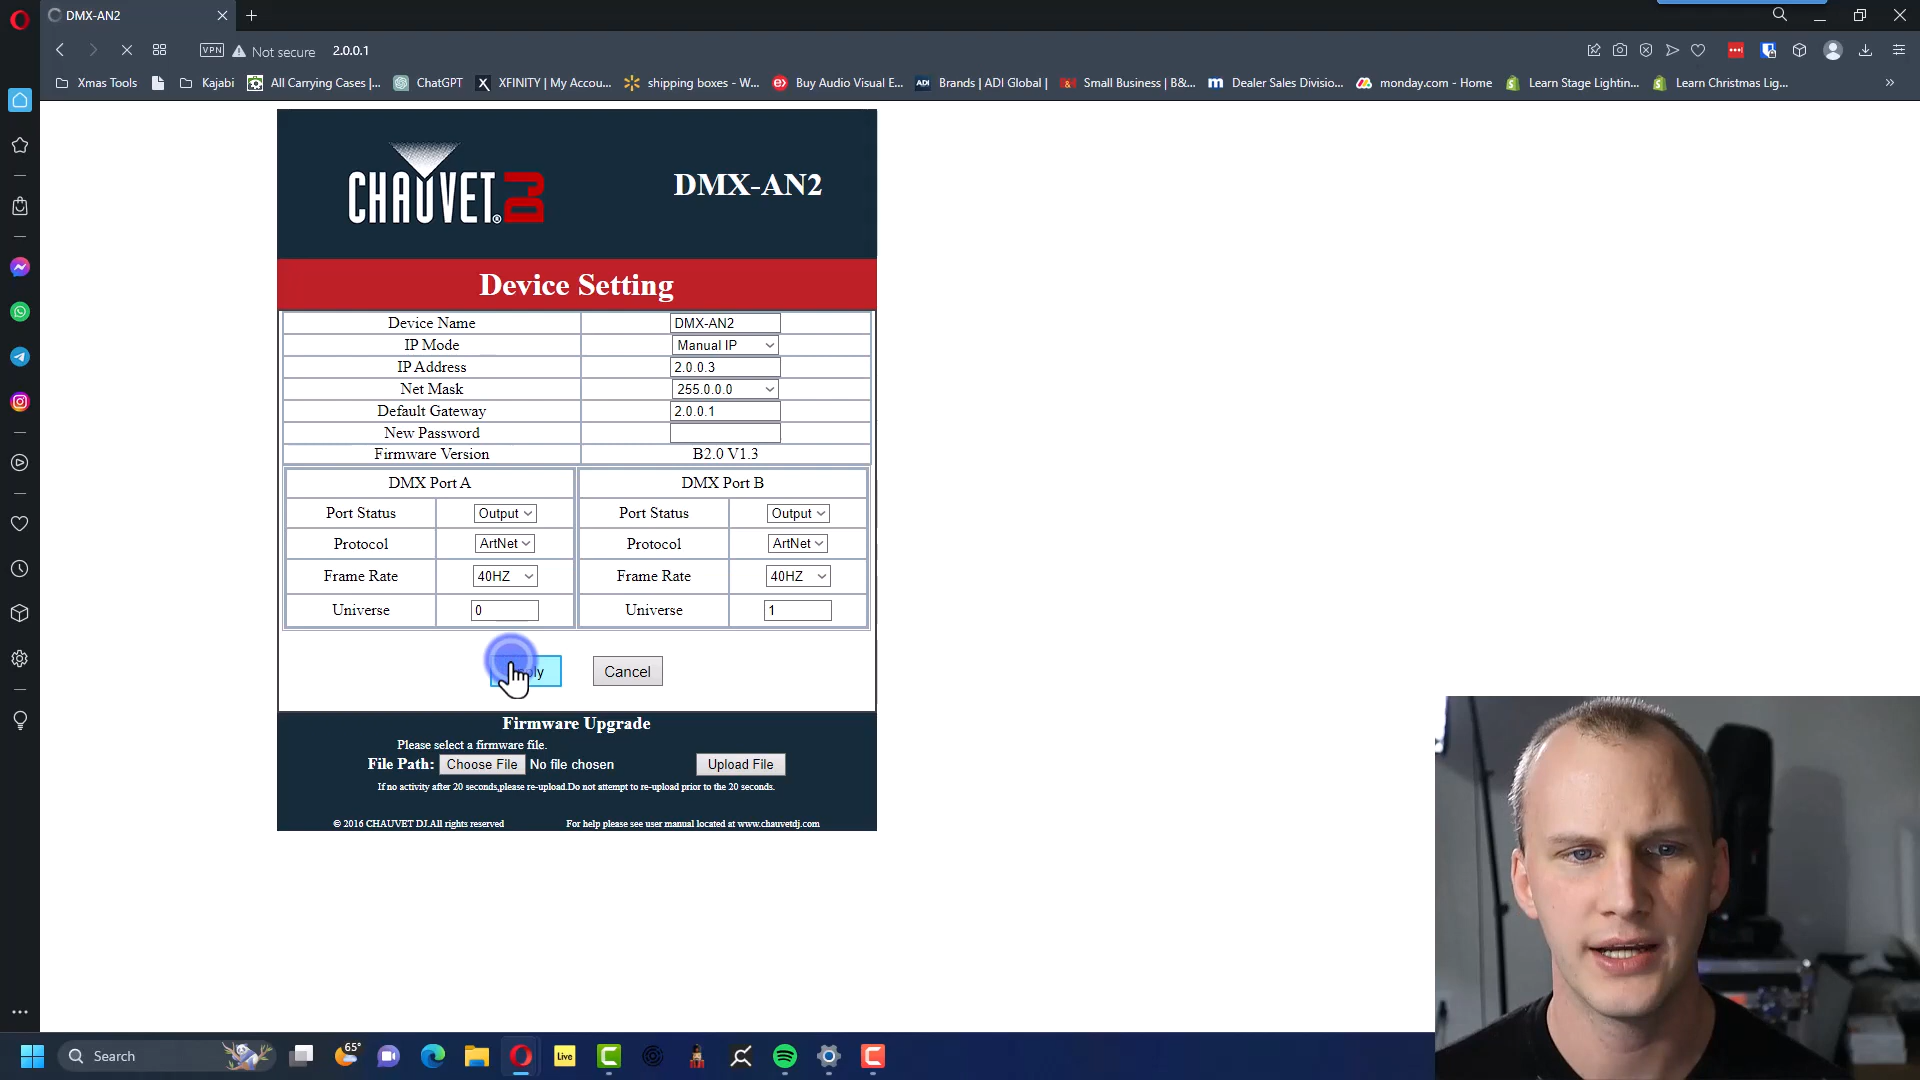 DMX-AN2
VPN Not secure 2.0.0.1
Xmas Tools Kajabi All Carrying Cases |... ChatGPT XFINITY | My Accou... shipping boxes - W... Buy Audio Visual E... ADI Brands | ADI Global | Small Business | B&... Dealer Sales Divisio... monday.com - Home Learn Stage Lightin... Learn Christmas Lig... »
CHAUVET® DJ
DMX-AN2
Device Setting
Device Name DMX-AN2
IP Mode Manual IP
IP Address 2.0.0.3
Net Mask 255.0.0.0
Default Gateway 2.0.0.1
New Password
Firmware Version B2.0 V1.3
DMX Port A DMX Port B
Port Status Output Port Status Output
Protocol ArtNet Protocol ArtNet
Frame Rate 40HZ Frame Rate 40HZ
Universe 0 Universe 1
Cancel
Firmware Upgrade
Please select a firmware file.
File Path: Choose File No file chosen Upload File
If no activity after 20 seconds,please re-upload.Do not attempt to re-upload prior to the 20 seconds.
© 2016 CHAUVET DJ.All rights reserved For help please see user manual located at www.chauvetdj.com
Search 65° Live